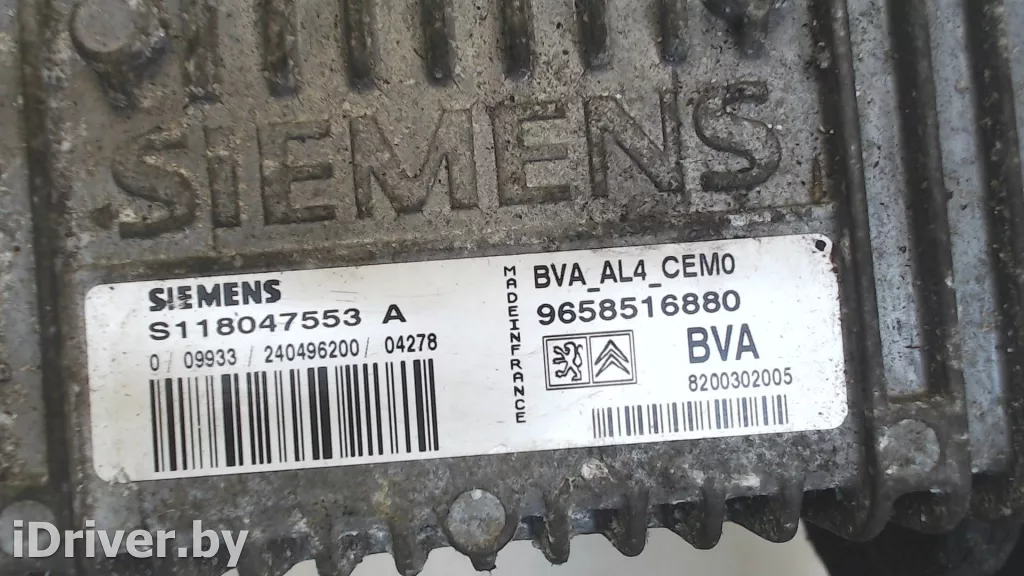 SIEMENS
SIEMENS
S118047553 A
0 / 09933 / 240496200 / 04278
MADEINFRANCE
BVA_AL4_CEM0
9658516880
BVA
8200302005
iDriver.by